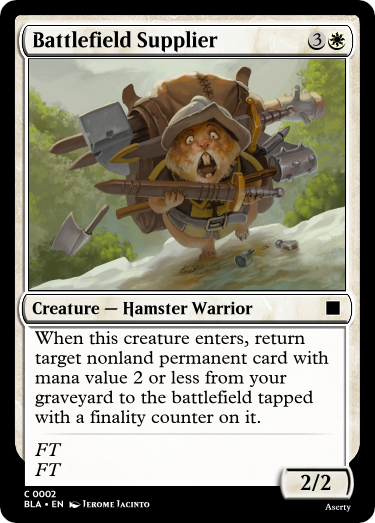 Battlefield Supplier 3
Creature — Hamster Warrior
When this creature enters, return
target nonland permanent card with
mana value 2 or less from your
graveyard to the battlefield tapped
with a finality counter on it.
FT
FT
2/2
C 0002
BLA • EN Jerome Jacinto
Aserty